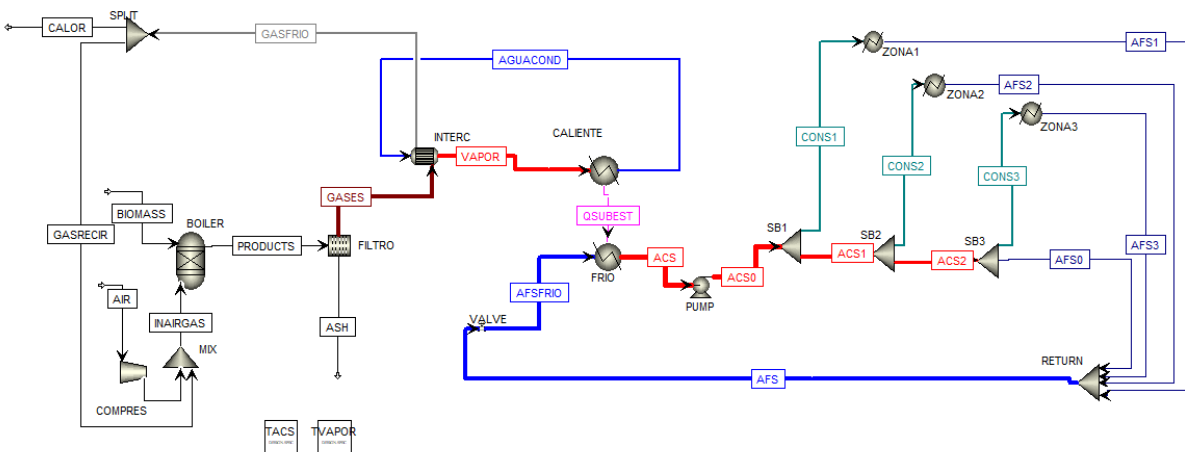 SPLIT
CALOR
GASFRIO
ZONA1
AFS1
AGUACOND
ZONA2
AFS2
CALIENTE
INTERC
ZONA3
CONS1
VAPOR
CONS2
CONS3
GASES
BIOMASS
QSUBEST
BOILER
SB1
GASRECIR
PRODUCTS
FILTRO
SB2
SB3
AFS3
ACS
ACS1
ACS2
AFS0
FRIO
ACS0
AIR
AFSFRIO
PUMP
INAIRGAS
VALVE
ASH
MIX
RETURN
AFS
COMPRES
TACS
TVAPOR